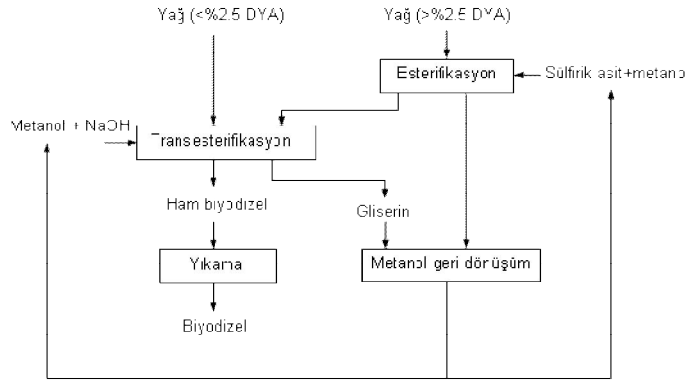 Yağ (<%2.5 DYA)
Yağ (>%2.5 DYA)
Esterifikasyon
Sülfirik asit+metano
Metanol + NaOH
Transesterifikasyon
Ham biyodizel
Gliserin
Yıkama
Metanol geri dönüşüm
Biyodizel